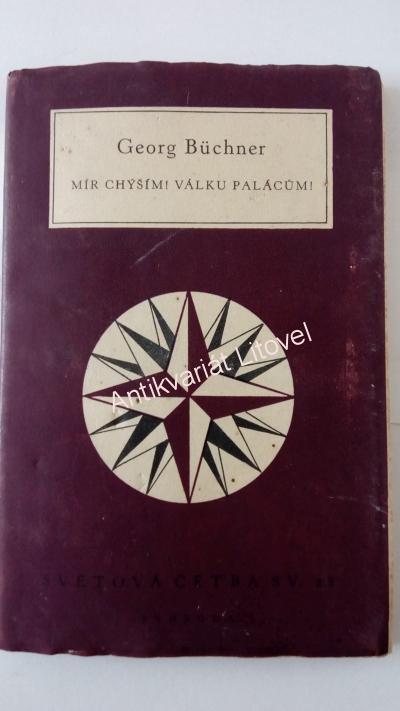 Georg Büchner
MÍR CHÝŠÍM! VÁLKU PALÁCŮM!
Antikvariát Litovel
SVĚTOVÁ ČETBA SV.